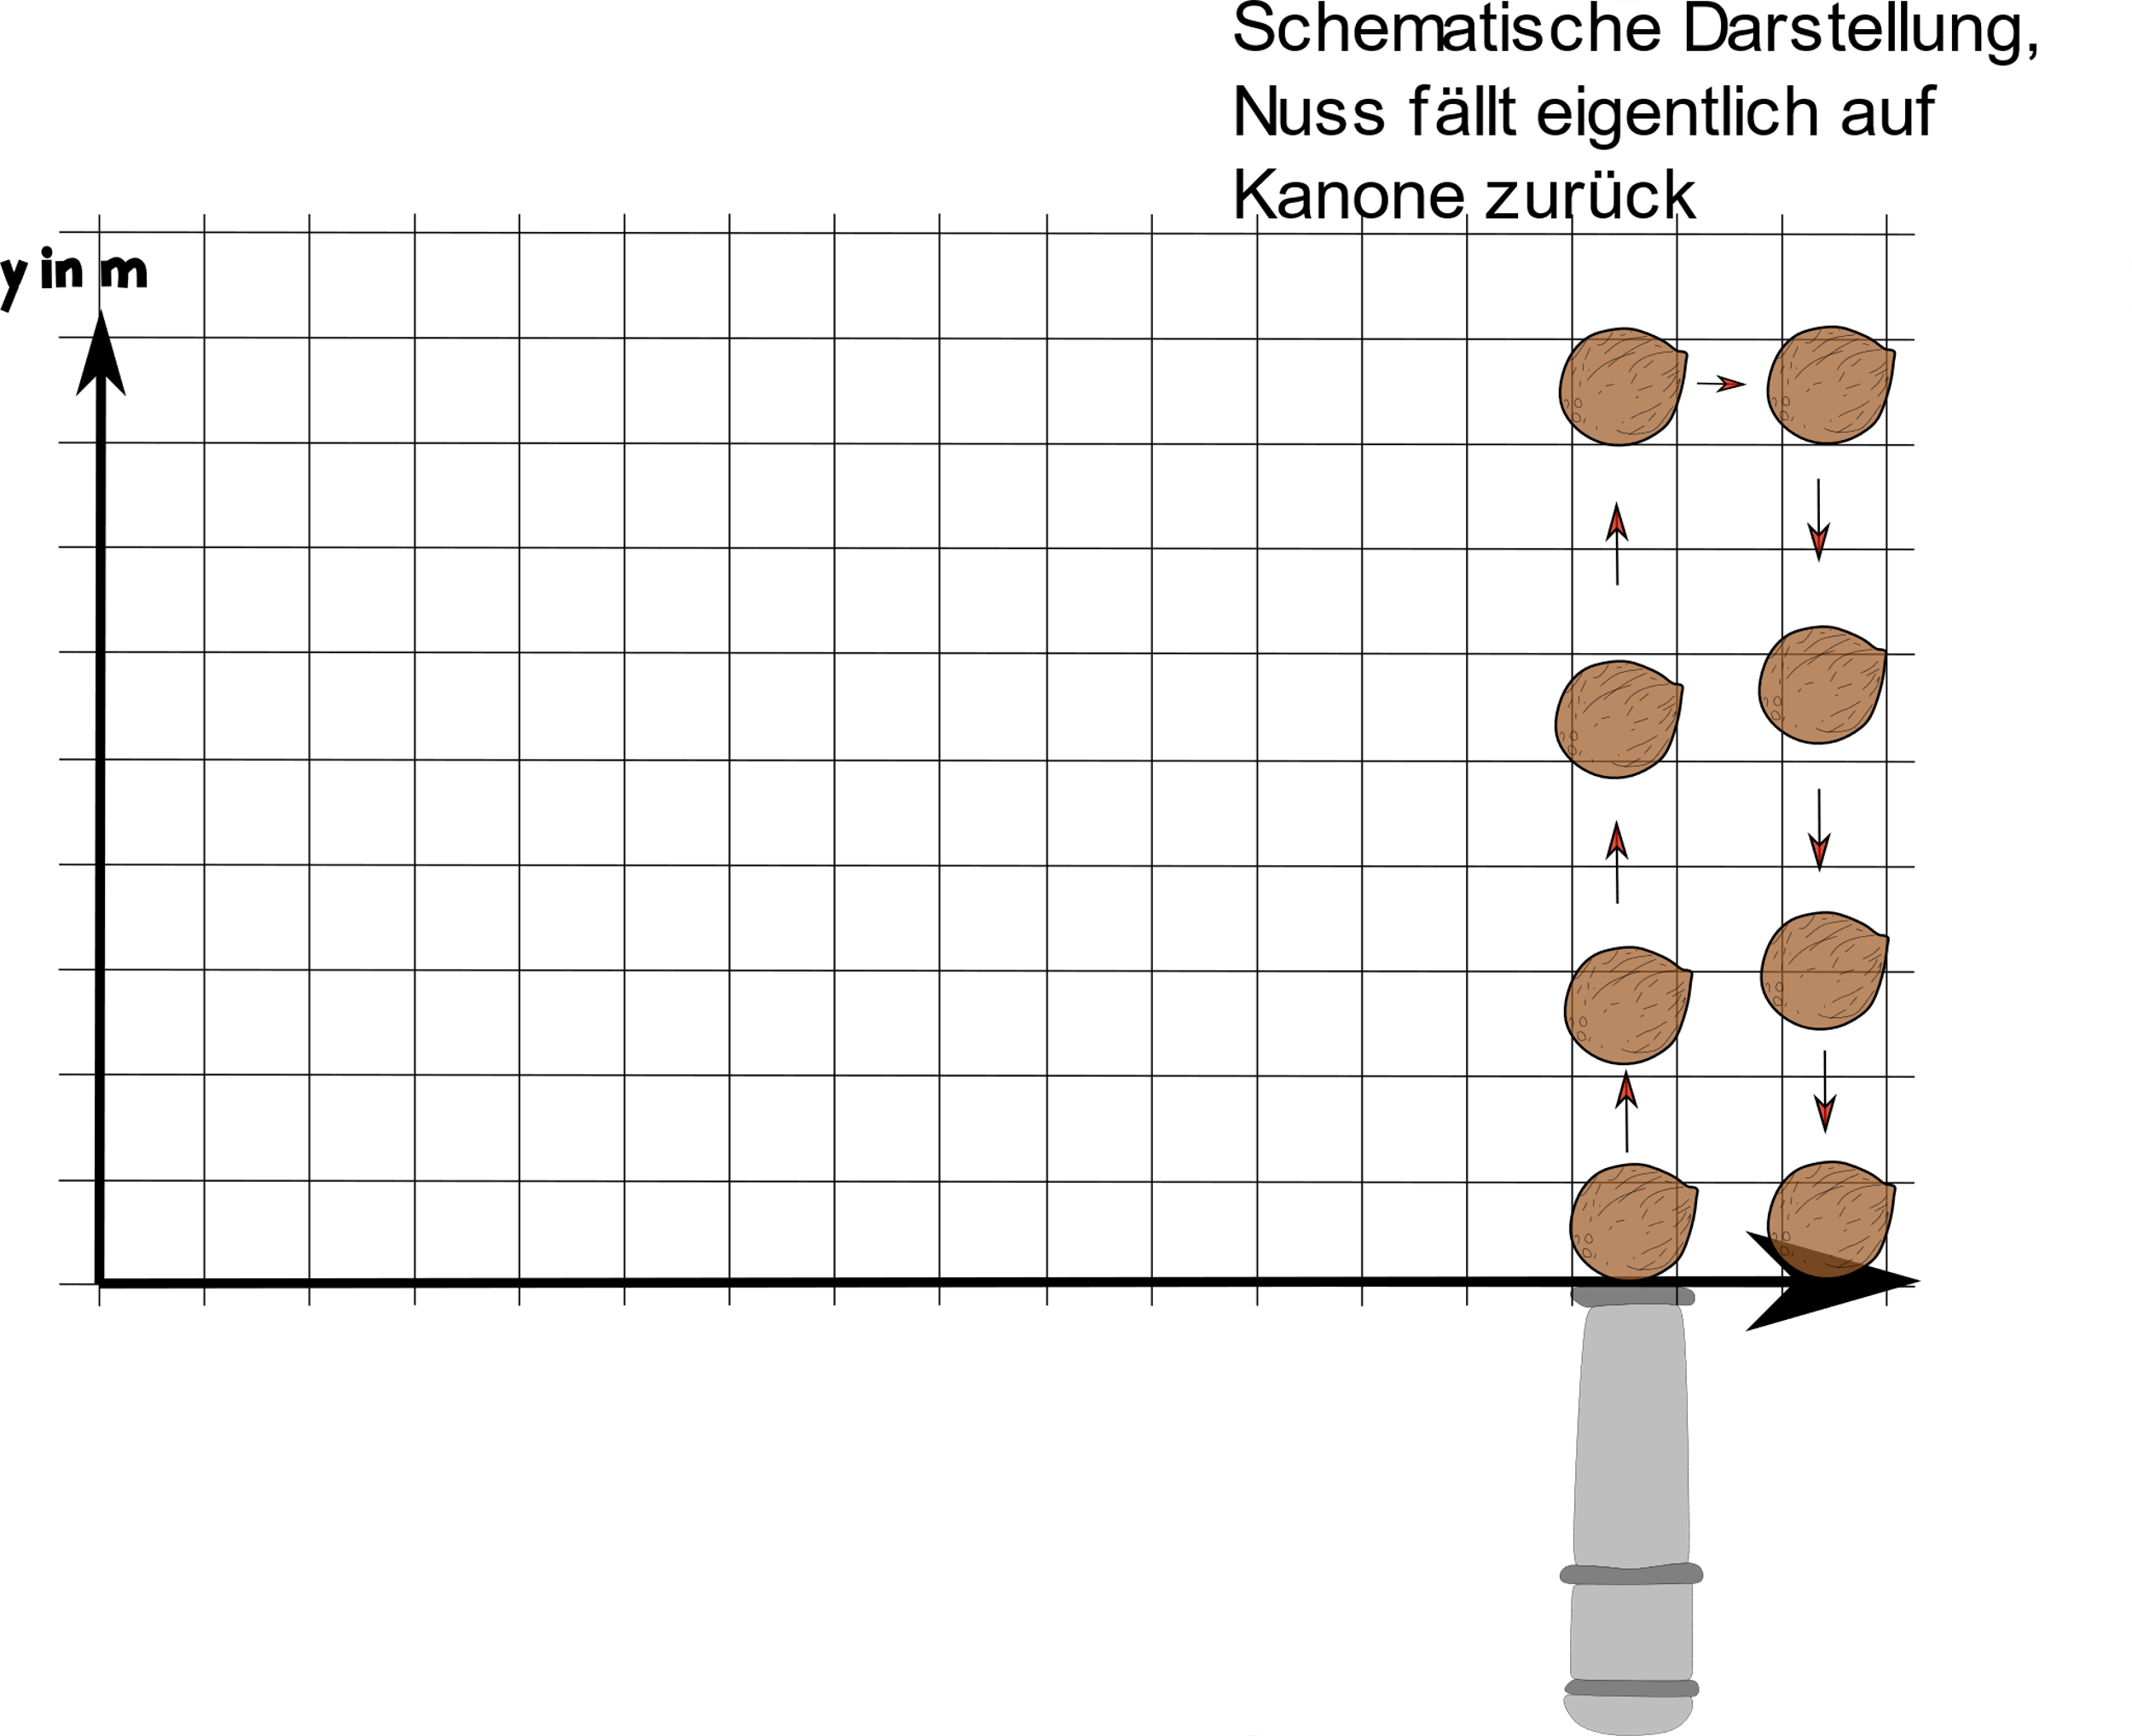 Schematische Darstellung,
Nuss fällt eigentlich auf
Kanone zurück
y in m